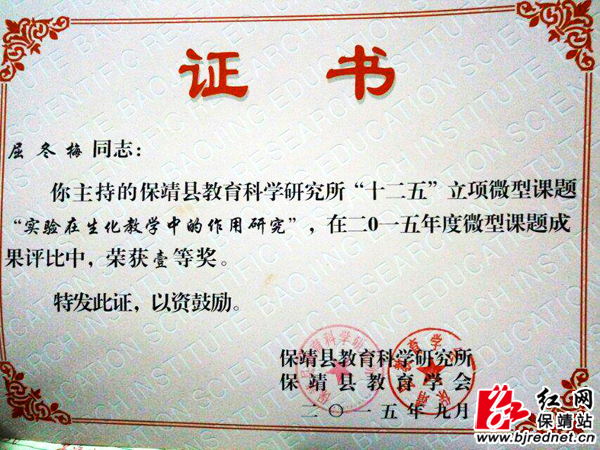 证 书
屈冬梅同志：
你主持的保靖县教育科学研究所“十二五”立项微型课题
“实验在生化教学中的作用研究”，在二0一五年度微型课题成
果评比中，荣获壹等奖。
特发此证，以资鼓励。
保靖县教育科学研究所
保靖县教育学会
二〇一五年九月
红网
保靖站
www.bjrednet.cn